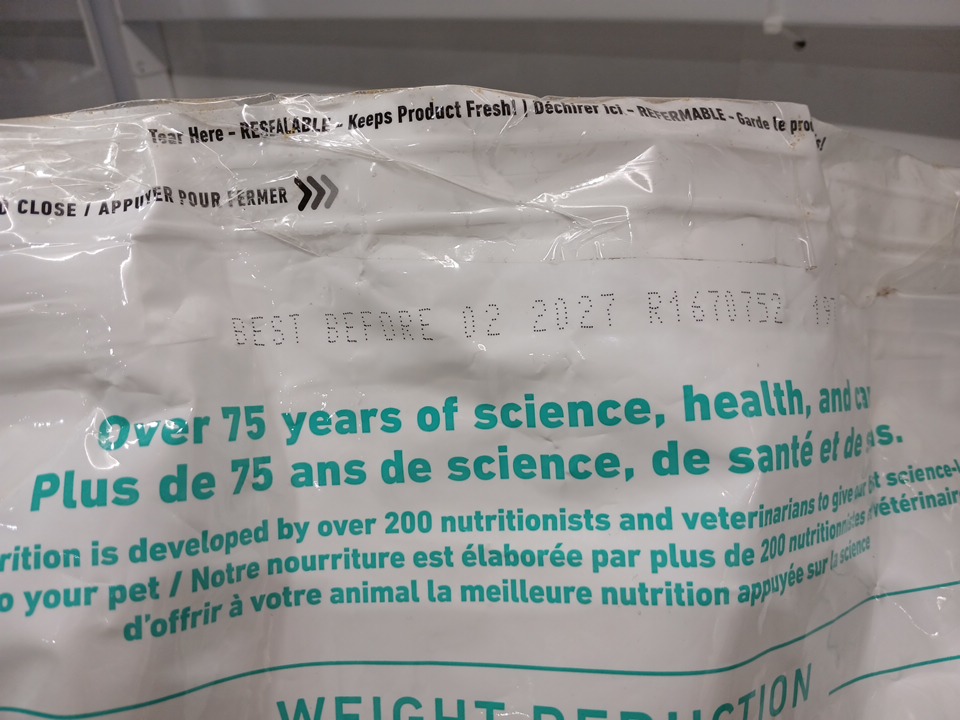 Tear Here - RESEALABLE - Keeps Product Fresh! | Déchirer ici - REFERMABLE - Garde le
CLOSE / APPUYER POUR FERMER
BEST BEFORE 02 2027 R1670752 19
Over 75 years of science, health, and
Plus de 75 ans de science, de santé et de
is developed by over 200 nutritionists and veterinarians to give
your pet / Notre nourriture est élaborée par plus de 200 nutritionnistes
d'offrir à votre animal la meilleure nutrition appuyée sur la science
WEIGHT REDUCTION